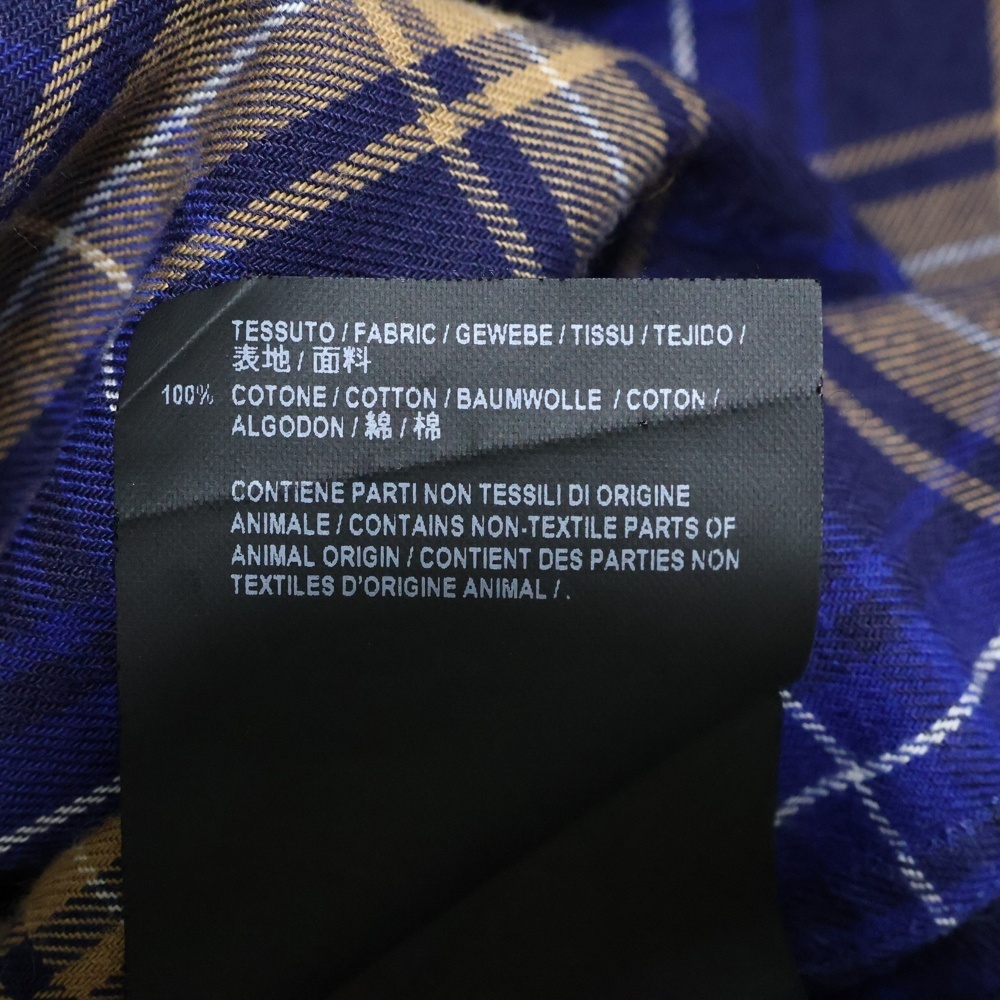 TESSUTO / FABRIC / GEWEBE / TISSU / TEJIDO /
表地 / 面料
100% COTONE / COTTON / BAUMWOLLE / COTON /
ALGODON / 綿 / 棉
CONTIENE PARTI NON TESSILI DI ORIGINE
ANIMALE / CONTAINS NON-TEXTILE PARTS OF
ANIMAL ORIGIN / CONTIENT DES PARTIES NON
TEXTILES D'ORIGINE ANIMAL / .